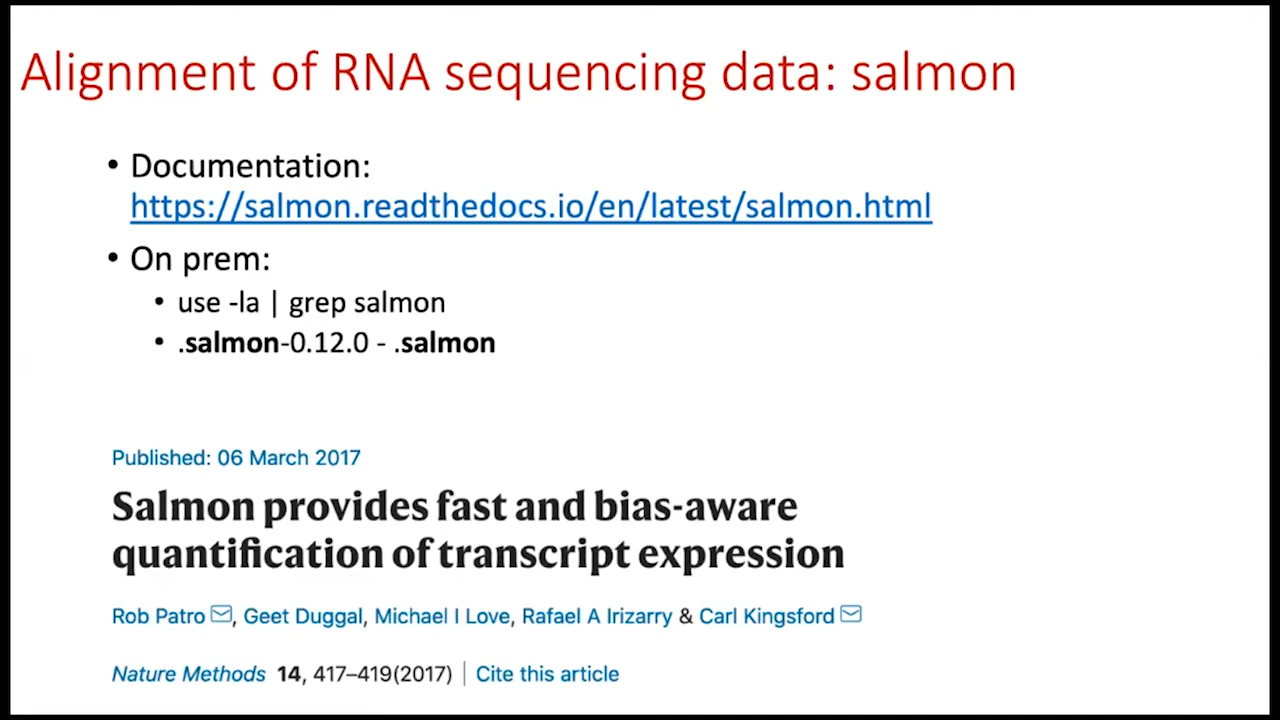 Alignment of RNA sequencing data: salmon
• Documentation:
https://salmon.readthedocs.io/en/latest/salmon.html
• On prem:
• use -la | grep salmon
• .salmon-0.12.0 - .salmon
Published: 06 March 2017
Salmon provides fast and bias-aware
quantification of transcript expression
Rob Patro, Geet Duggal, Michael I Love, Rafael A Irizarry & Carl Kingsford
Nature Methods 14, 417–419(2017) | Cite this article